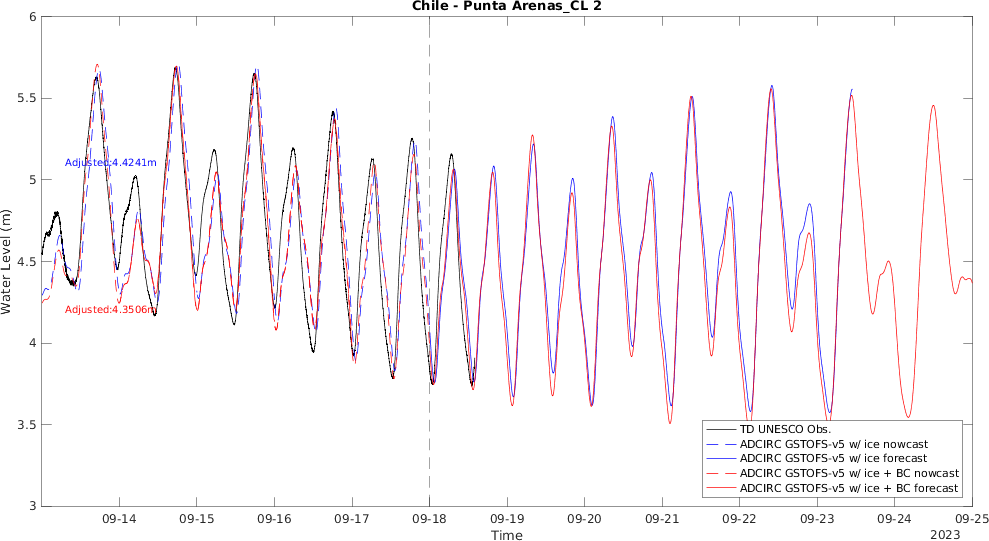 Chile - Punta Arenas_CL 2
6
5.5
5
4.5
4
3.5
3
Water Level (m)
Adjusted:4.4241m
Adjusted:4.3506m
TD UNESCO Obs.
ADCIRC GSTOFS-v5 w/ ice nowcast
ADCIRC GSTOFS-v5 w/ ice forecast
ADCIRC GSTOFS-v5 w/ ice + BC nowcast
ADCIRC GSTOFS-v5 w/ ice + BC forecast
09-14 09-15 09-16 09-17 09-18 09-19 09-20 09-21 09-22 09-23 09-24 09-25
Time
2023